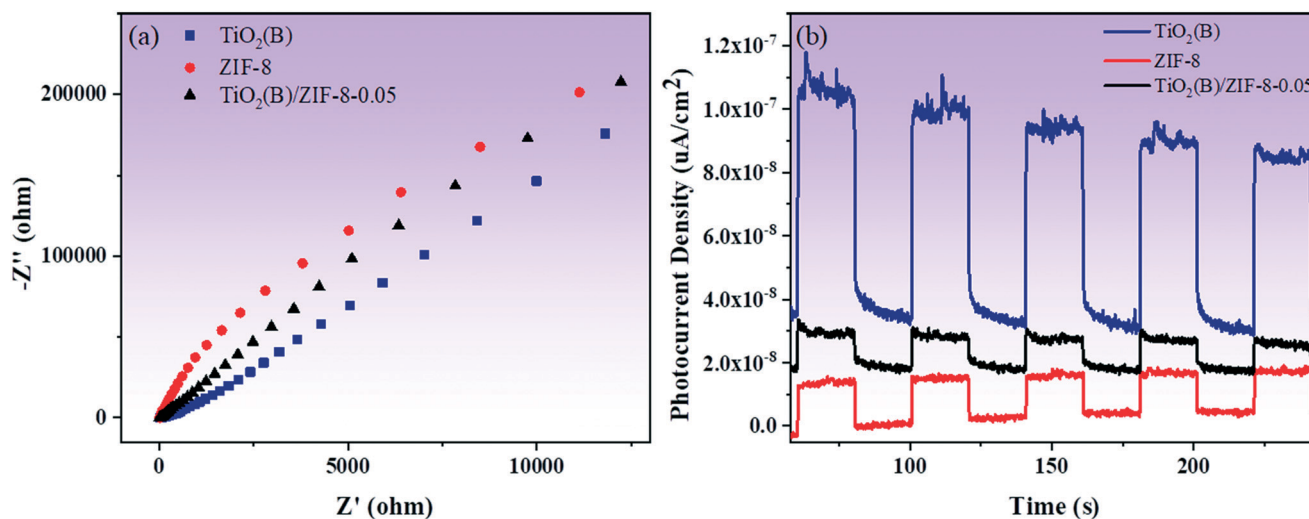 (a)
TiO₂(B)
ZIF-8
TiO₂(B)/ZIF-8-0.05
200000
100000
0
-Z'' (ohm)
0
5000
10000
Z' (ohm)
(b)
TiO₂(B)
ZIF-8
TiO₂(B)/ZIF-8-0.05
1.2x10⁻⁷
1.0x10⁻⁷
8.0x10⁻⁸
6.0x10⁻⁸
4.0x10⁻⁸
2.0x10⁻⁸
0.0
Photocurrent Density (uA/cm²)
100
150
200
Time (s)